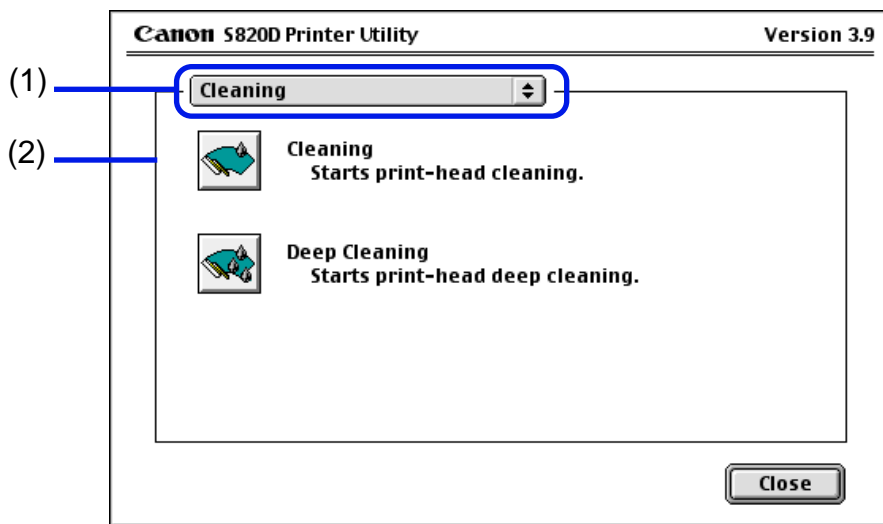 Canon S820D Printer Utility Version 3.9
(1) Cleaning
(2)
Cleaning
Starts print-head cleaning.
Deep Cleaning
Starts print-head deep cleaning.
Close